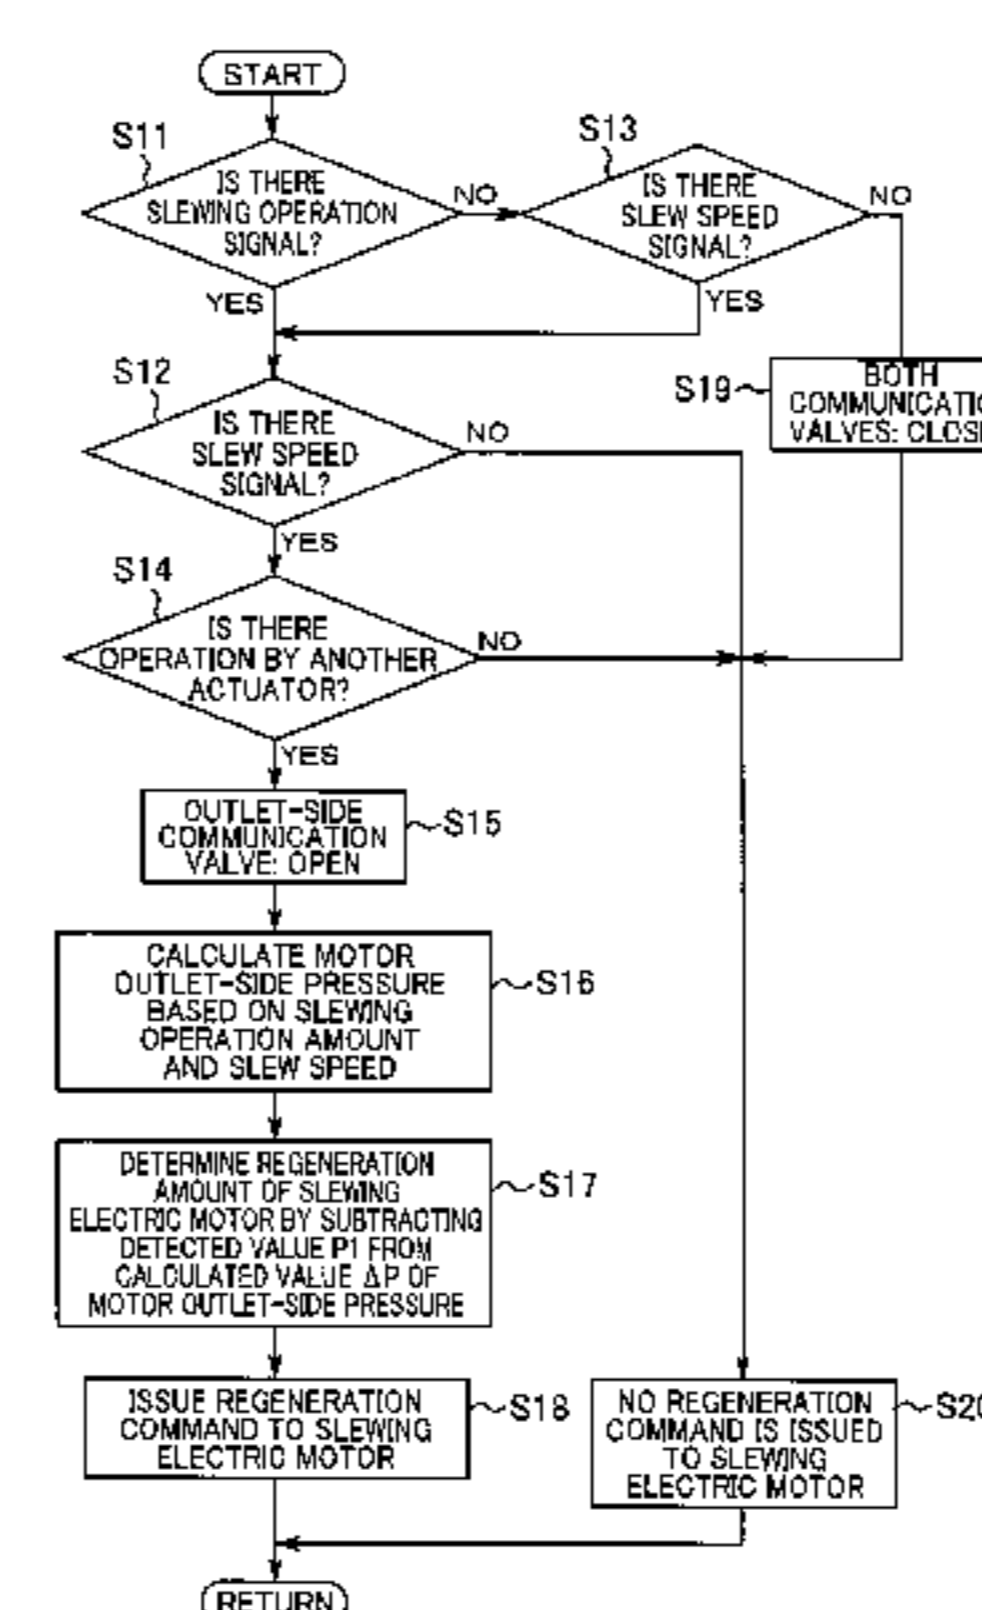 START
S11
IS THERE
SLEWING OPERATION
SIGNAL?
NO
YES
S13
IS THERE
SLEW SPEED
SIGNAL?
NO
YES
S12
IS THERE
SLEW SPEED
SIGNAL?
NO
YES
S19
BOTH
COMMUNICATIO
VALVES: CLOSE
S14
IS THERE
OPERATION BY ANOTHER
ACTUATOR?
NO
YES
OUTLET-SIDE
COMMUNICATION
VALVE: OPEN
S15
CALCULATE MOTOR
OUTLET-SIDE PRESSURE
BASED ON SLEWING
OPERATION AMOUNT
AND SLEW SPEED
S16
DETERMINE REGENERATION
AMOUNT OF SLEWING
ELECTRIC MOTOR BY SUBTRACTING
DETECTED VALUE P1 FROM
CALCULATED VALUE ΔP OF
MOTOR OUTLET-SIDE PRESSURE
S17
ISSUE REGENERATION
COMMAND TO SLEWING
ELECTRIC MOTOR
S18
NO REGENERATION
COMMAND IS ISSUED
TO SLEWING
ELECTRIC MOTOR
S20
RETURN